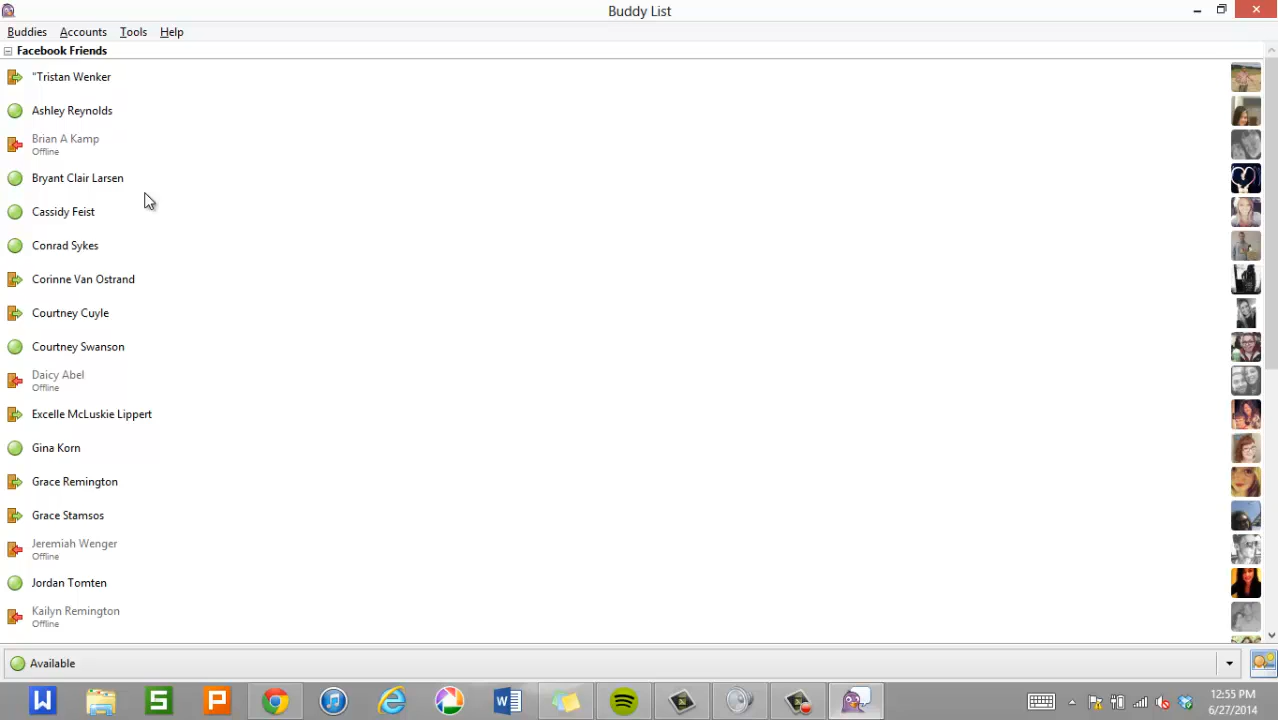 Buddy List
Buddies Accounts Tools Help
Facebook Friends
"Tristan Wenker
Ashley Reynolds
Brian A Kamp
Offline
Bryant Clair Larsen
Cassidy Feist
Conrad Sykes
Corinne Van Ostrand
Courtney Cuyle
Courtney Swanson
Daicy Abel
Offline
Excelle McLuskie Lippert
Gina Korn
Grace Remington
Grace Stamsos
Jeremiah Wenger
Offline
Jordan Tomten
Kailyn Remington
Offline
Available
W
S
P
W
12:55 PM
6/27/2014